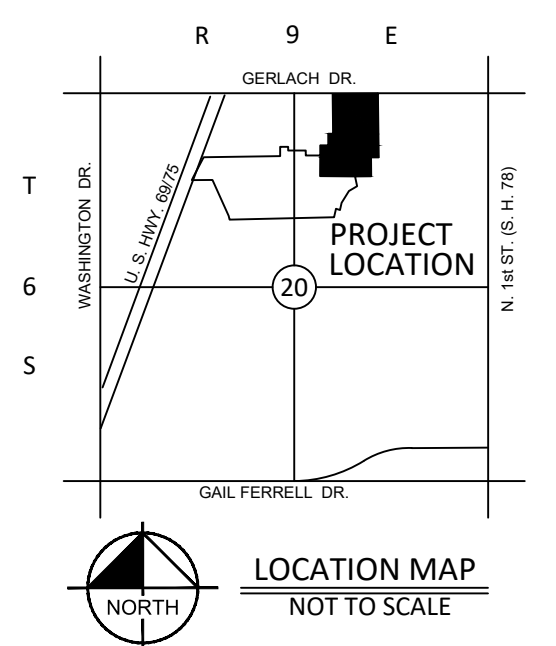 R 9 E
GERLACH DR.
T
6
S
WASHINGTON DR.
U. S. HWY. 69/75
N. 1st ST. (S. H. 78)
PROJECT
LOCATION
20
GAIL FERRELL DR.
NORTH
LOCATION MAP
NOT TO SCALE